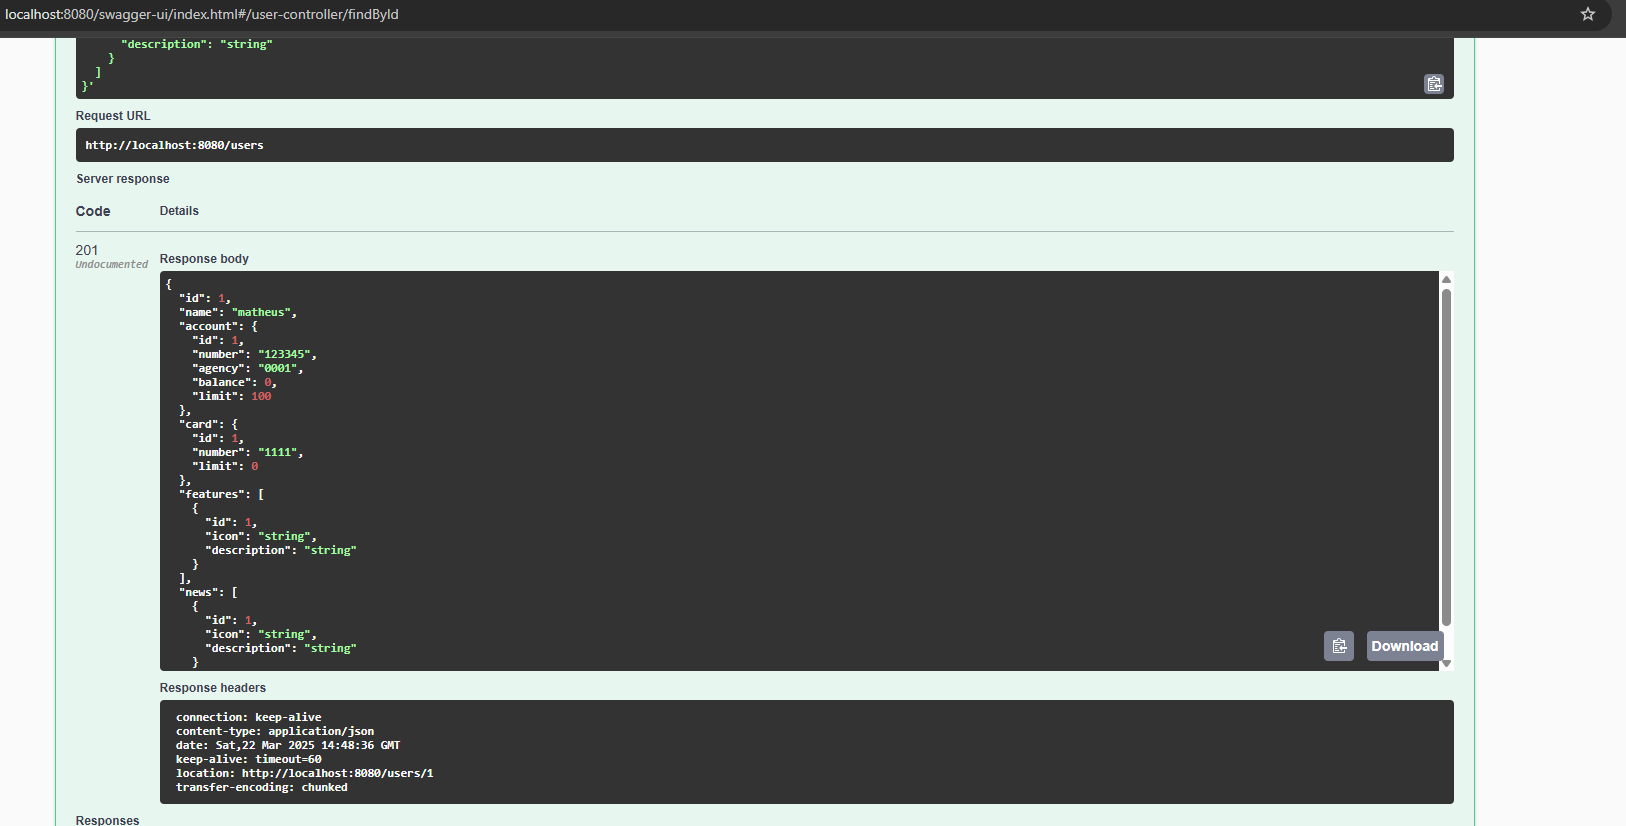 localhost:8080/swagger-ui/index.html#/user-controller/findById
"description": "string"
}
]
}'
Request URL
http://localhost:8080/users
Server response
Code Details
201
Undocumented
Response body
{
"id": 1,
"name": "matheus",
"account": {
"id": 1,
"number": "123345",
"agency": "0001",
"balance": 0,
"limit": 100
},
"card": {
"id": 1,
"number": "1111",
"limit": 0
},
"features": [
{
"id": 1,
"icon": "string",
"description": "string"
}
],
"news": [
{
"id": 1,
"icon": "string",
"description": "string"
}
Download
Response headers
connection: keep-alive
content-type: application/json
date: Sat,22 Mar 2025 14:48:36 GMT
keep-alive: timeout=60
location: http://localhost:8080/users/1
transfer-encoding: chunked
Responses